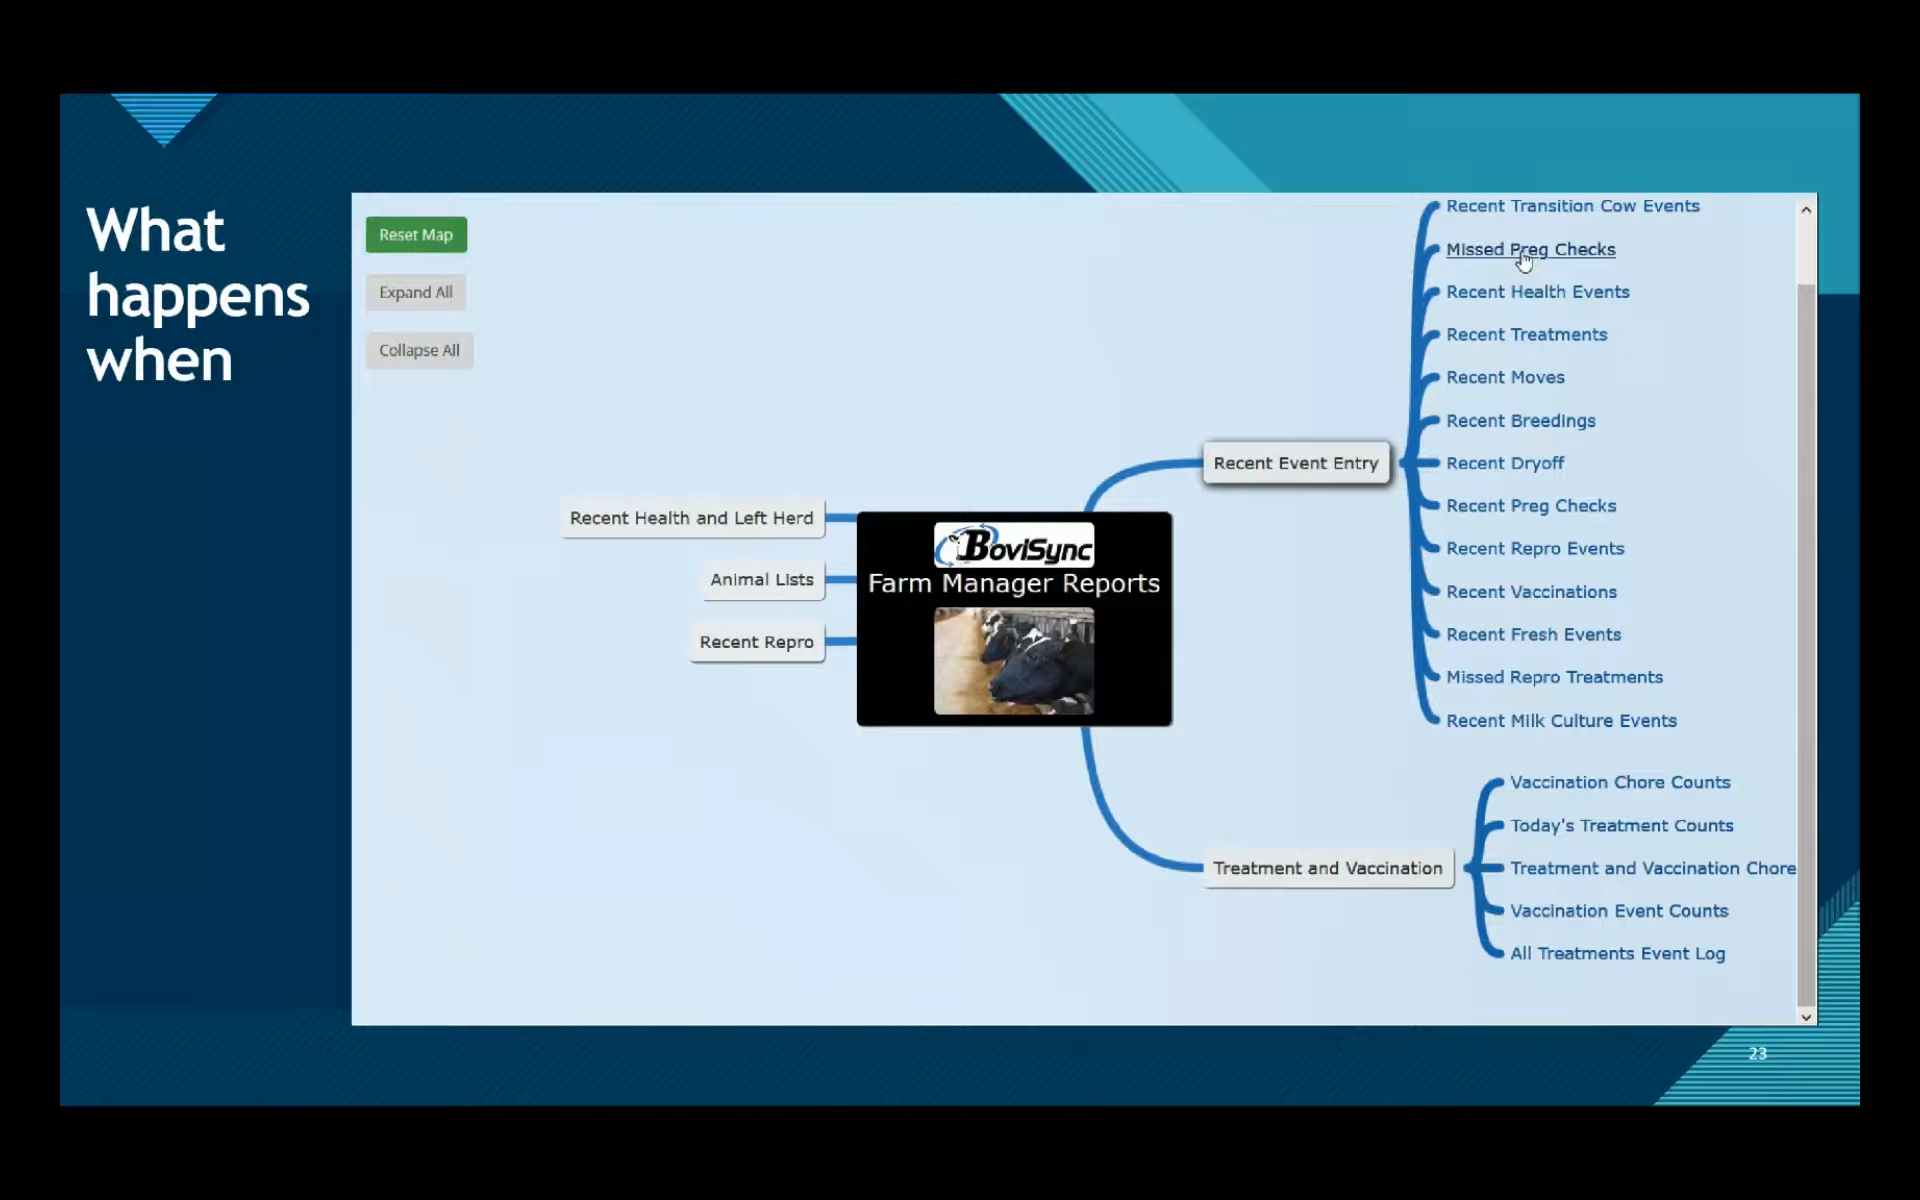 What
happens
when
Reset Map
Expand All
Collapse All
Recent Health and Left Herd
Animal Lists
Recent Repro
BoviSync
Farm Manager Reports
Recent Event Entry
Recent Transition Cow Events
Missed Preg Checks
Recent Health Events
Recent Treatments
Recent Moves
Recent Breedings
Recent Dryoff
Recent Preg Checks
Recent Repro Events
Recent Vaccinations
Recent Fresh Events
Missed Repro Treatments
Recent Milk Culture Events
Treatment and Vaccination
Vaccination Chore Counts
Today's Treatment Counts
Treatment and Vaccination Chore
Vaccination Event Counts
All Treatments Event Log
23